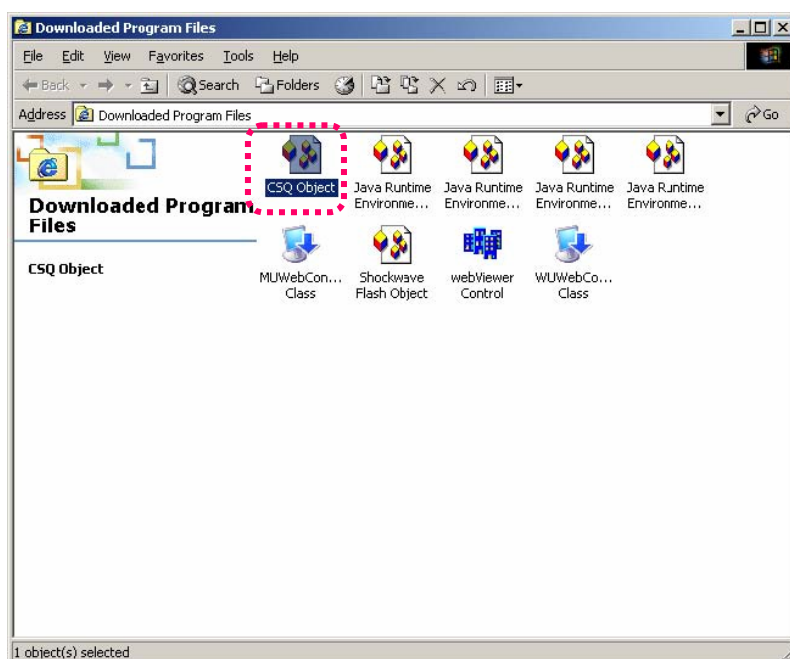 Downloaded Program Files
File Edit View Favorites Tools Help
Back Search Folders
Address Downloaded Program Files Go
Downloaded Program
Files
CSQ Object
CSQ Object Java Runtime Java Runtime Java Runtime Java Runtime
Environme... Environme... Environme... Environme...
MUWebCon... Shockwave webViewer WUWebCo...
Class Flash Object Control Class
1 object(s) selected